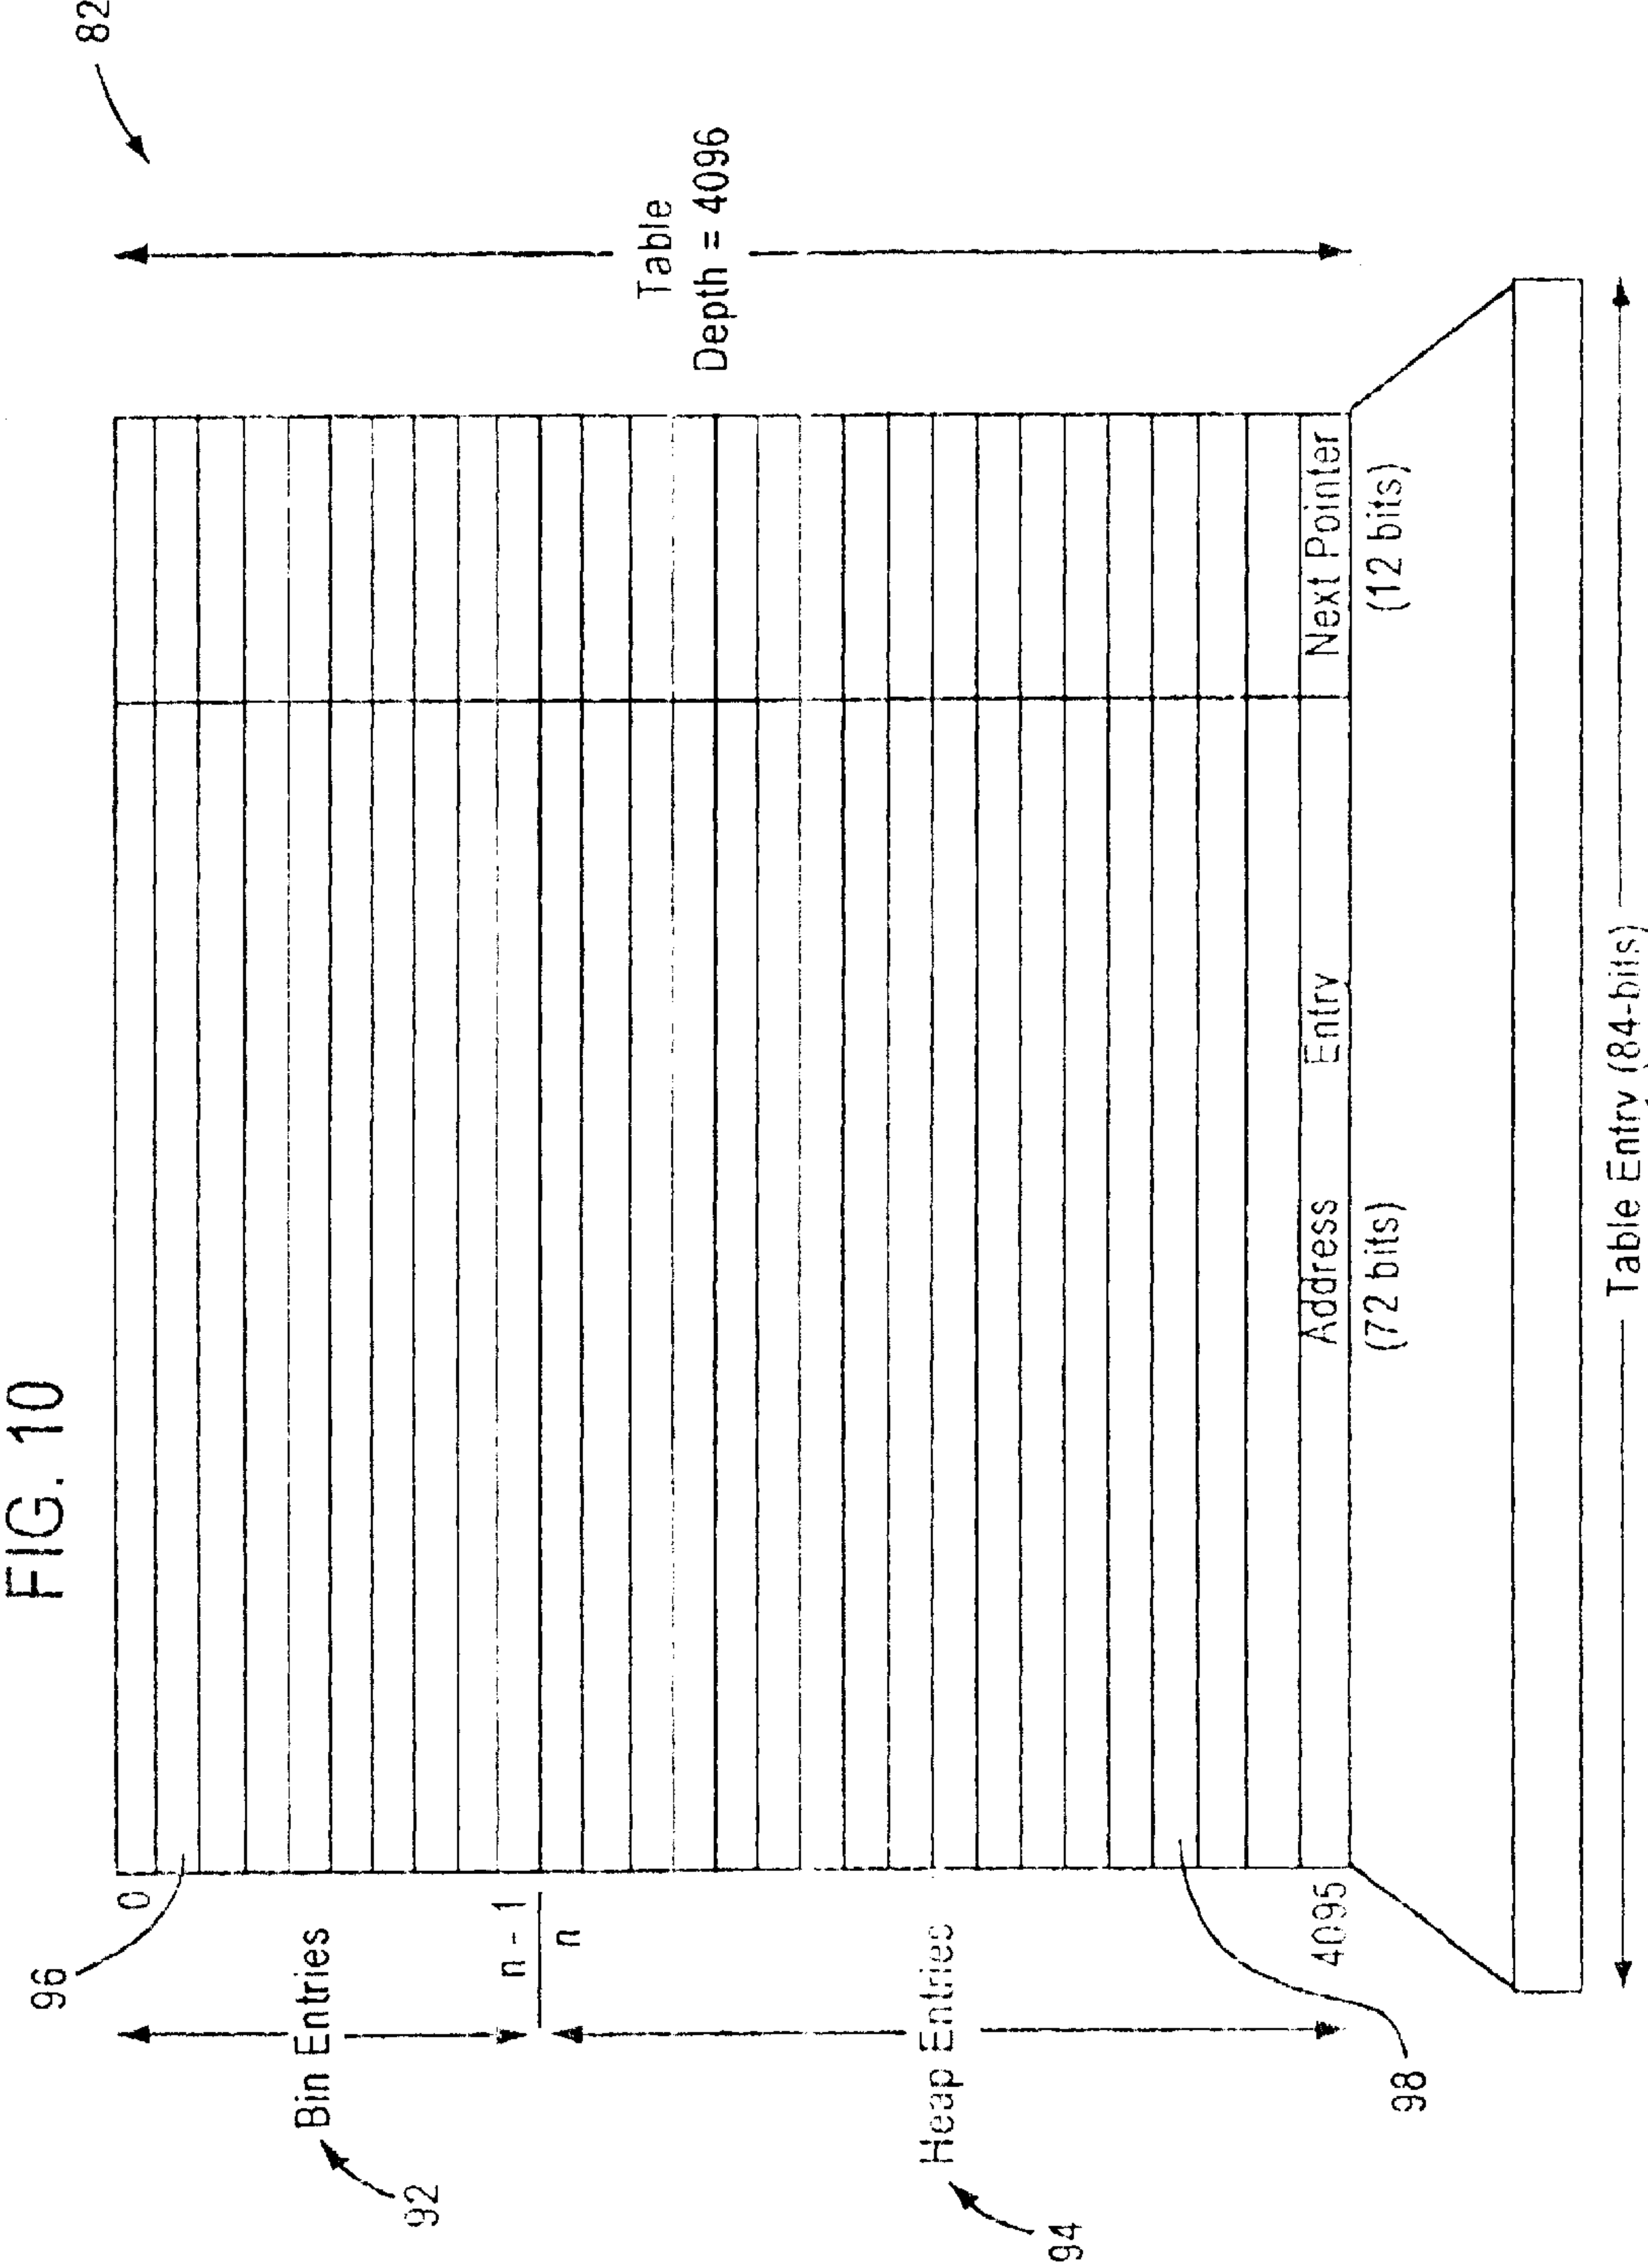 FIG. 10
82
96
0
Bin Entries
92
n - 1
n
Table
Depth = 4096
Heap Entries
94
98
4095
Address Entry
(72 bits)
Next Pointer
(12 bits)
Table Entry (84-bits)